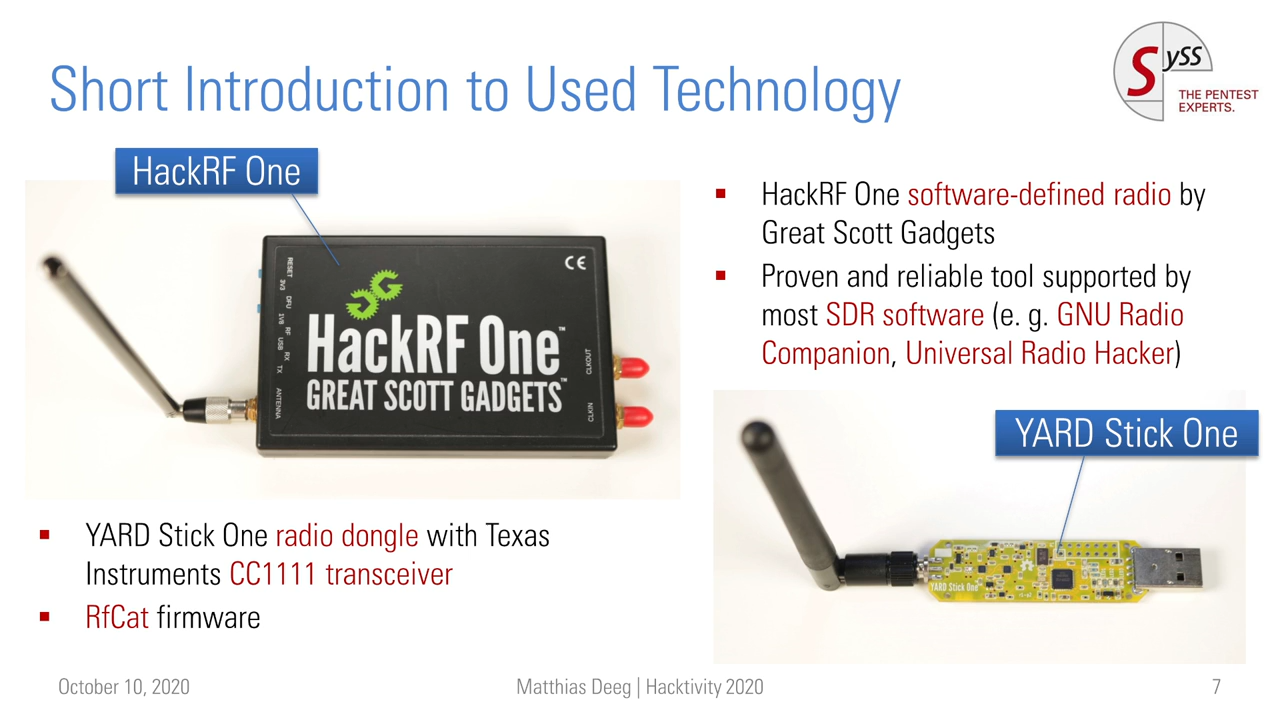 Short Introduction to Used Technology
SySS
THE PENTEST
EXPERTS.
HackRF One
RESET
3V3
DFU
1V8
RF
USB
RX
TX
ANTENNA
CE
HackRF One™
GREAT SCOTT GADGETS™
CLKOUT
CLKIN
▪ HackRF One software-defined radio by
Great Scott Gadgets
▪ Proven and reliable tool supported by
most SDR software (e. g. GNU Radio
Companion, Universal Radio Hacker)
YARD Stick One
YARD Stick One
▪ YARD Stick One radio dongle with Texas
Instruments CC1111 transceiver
▪ RfCat firmware
October 10, 2020
Matthias Deeg | Hacktivity 2020
7